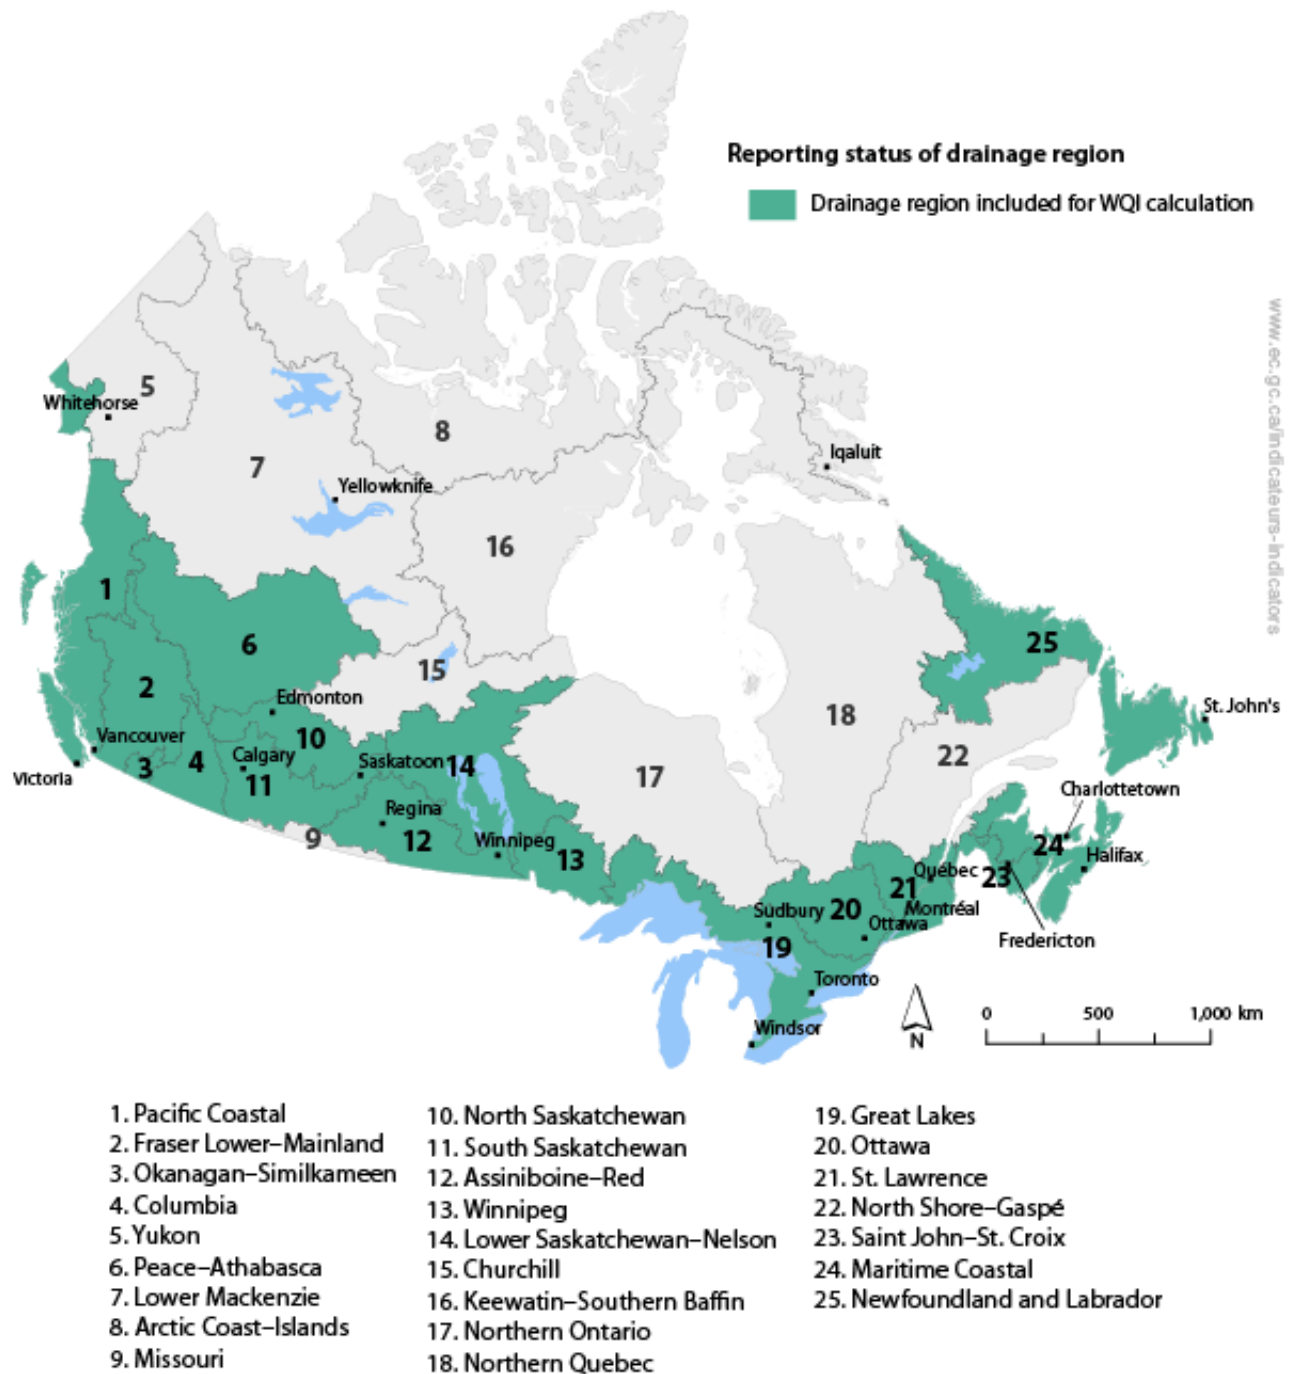 Reporting status of drainage region
Drainage region included for WQI calculation
www.ec.gc.ca/indicateurs-indicators
5
Whitehorse
8
7
Iqaluit
Yellowknife
16
1
6
25
15
2
Edmonton
18
St. John's
Vancouver
10
22
Calgary
Saskatoon
14
3
4
Victoria
11
17
Charlottetown
Regina
9
12
Winnipeg
24
Halifax
13
Québec
23
21
Sudbury
20
Montréal
Ottawa
19
Fredericton
Toronto
Windsor
N
0 500 1,000 km
1. Pacific Coastal
2. Fraser Lower–Mainland
3. Okanagan–Similkameen
4. Columbia
5. Yukon
6. Peace–Athabasca
7. Lower Mackenzie
8. Arctic Coast–Islands
9. Missouri
10. North Saskatchewan
11. South Saskatchewan
12. Assiniboine–Red
13. Winnipeg
14. Lower Saskatchewan–Nelson
15. Churchill
16. Keewatin–Southern Baffin
17. Northern Ontario
18. Northern Quebec
19. Great Lakes
20. Ottawa
21. St. Lawrence
22. North Shore–Gaspé
23. Saint John–St. Croix
24. Maritime Coastal
25. Newfoundland and Labrador